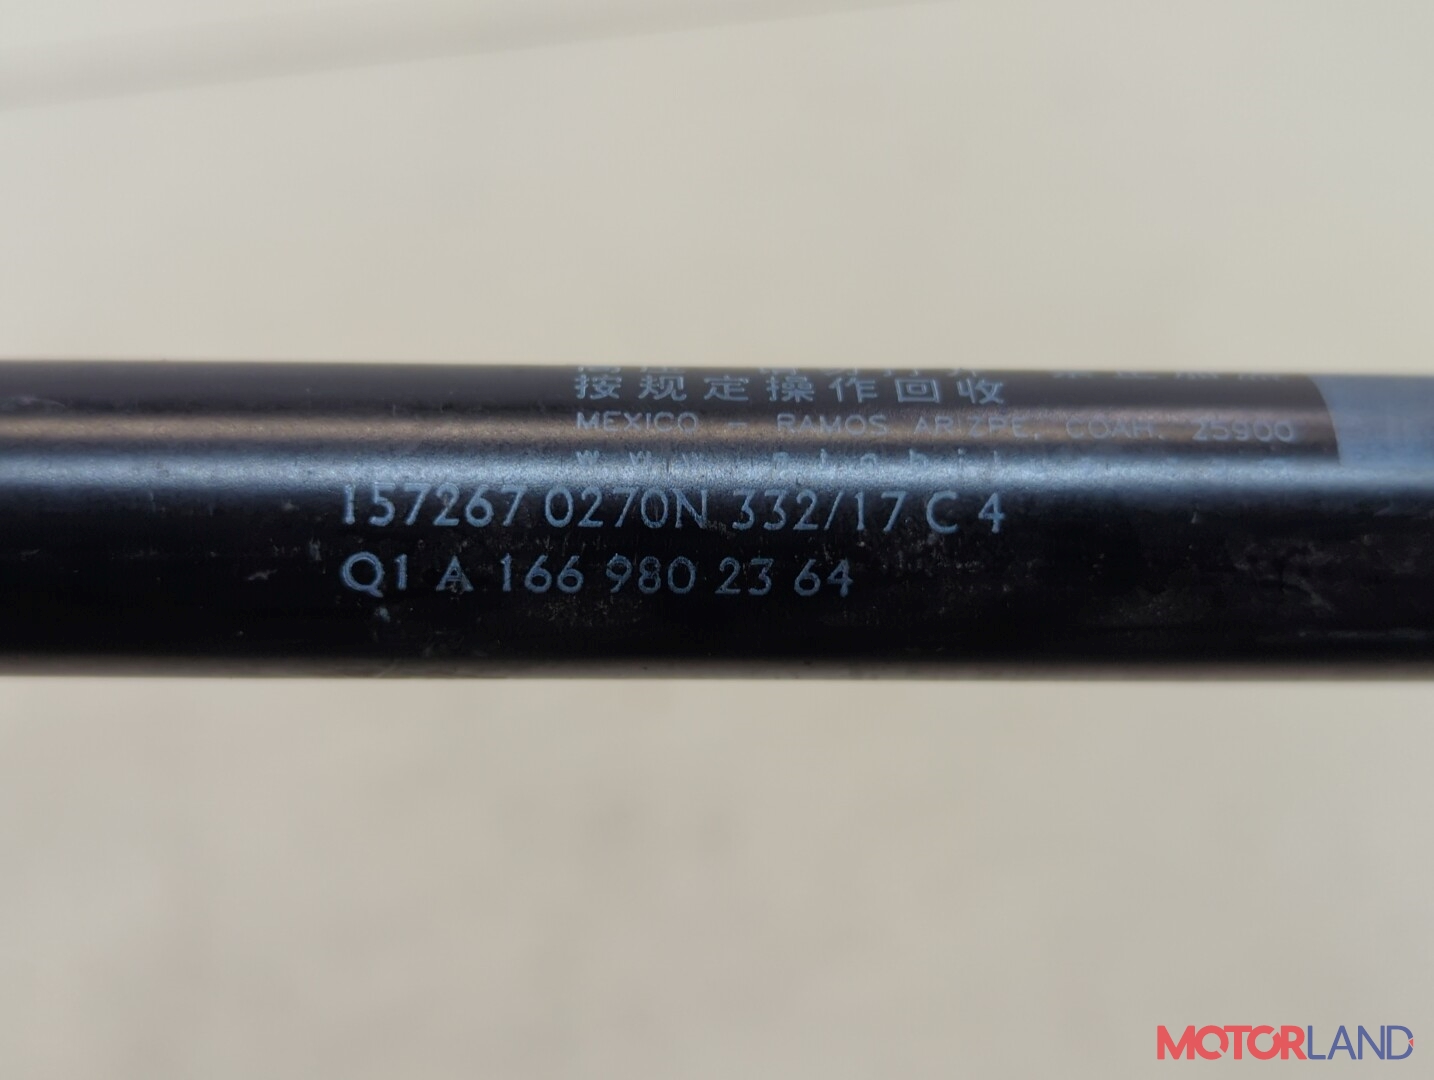 按规定操作回收
MEXICO - RAMOS ARIZPE, COAH. 25900
157267 0270N 332/17 C 4
Q1 A 166 980 23 64
MOTORLAND